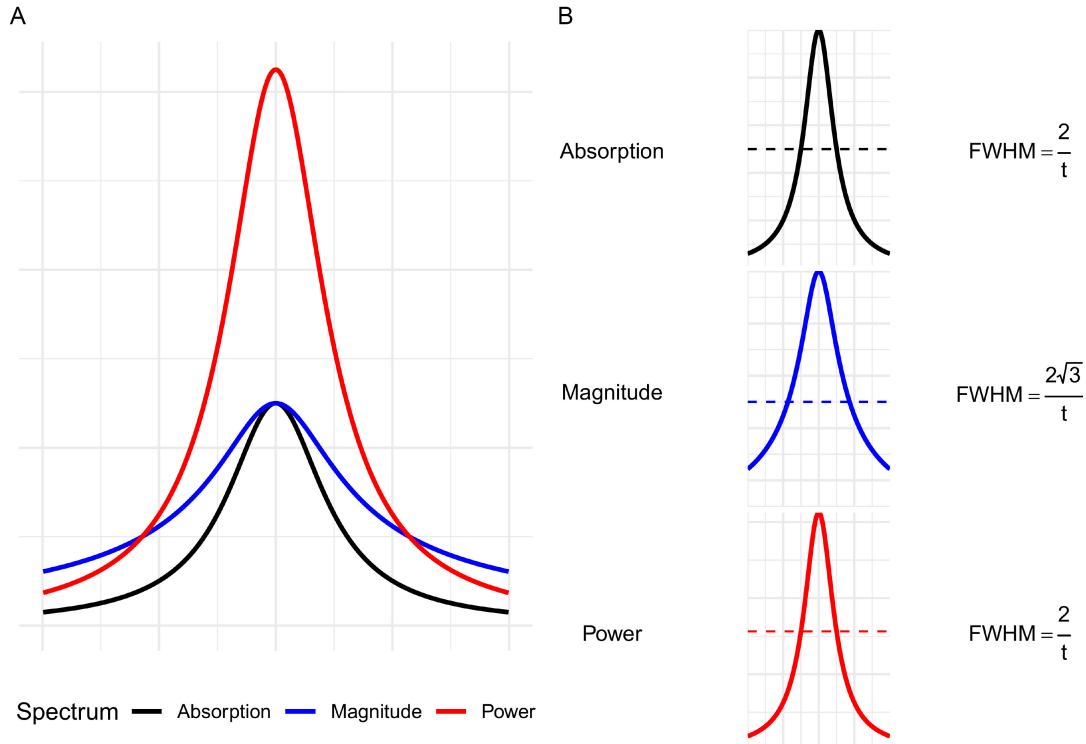 A
B
Absorption
FWHM = 2/t
Magnitude
FWHM = 2√3/t
Power
FWHM = 2/t
Spectrum Absorption Magnitude Power